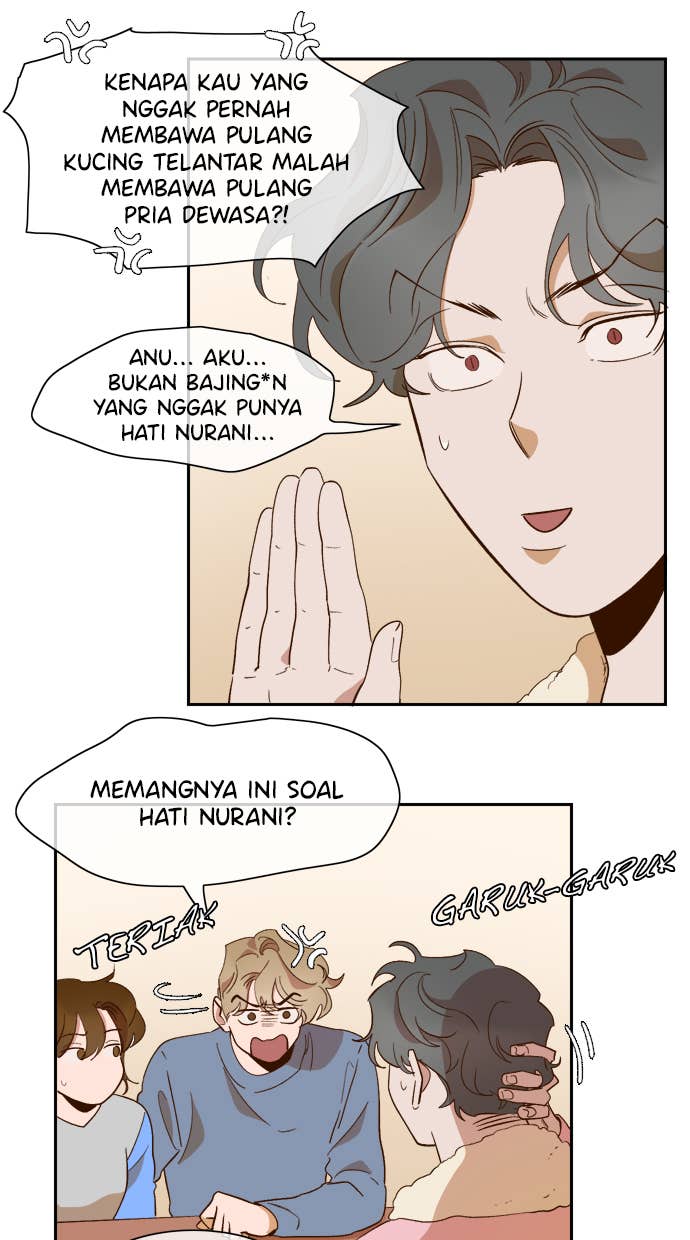 KENAPA KAU YANG
NGGAK PERNAH
MEMBAWA PULANG
KUCING TELANTAR MALAH
MEMBAWA PULANG
PRIA DEWASA?!
ANU... AKU...
BUKAN BAJING*N
YANG NGGAK PUNYA
HATI NURANI...
MEMANGNYA INI SOAL
HATI NURANI?
TERIAK
GARUK-GARUK